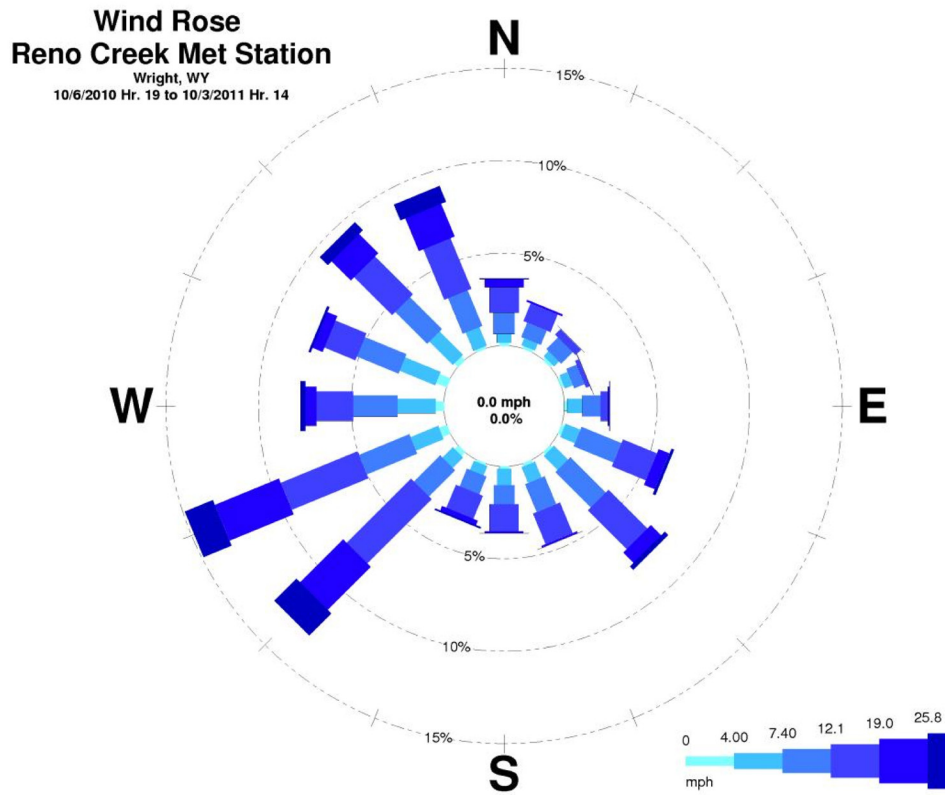 Wind Rose
Reno Creek Met Station
Wright, WY
10/6/2010 Hr. 19 to 10/3/2011 Hr. 14
N
15%
10%
5%
W
0.0 mph
0.0%
E
5%
10%
15%
S
0 4.00 7.40 12.1 19.0 25.8
mph